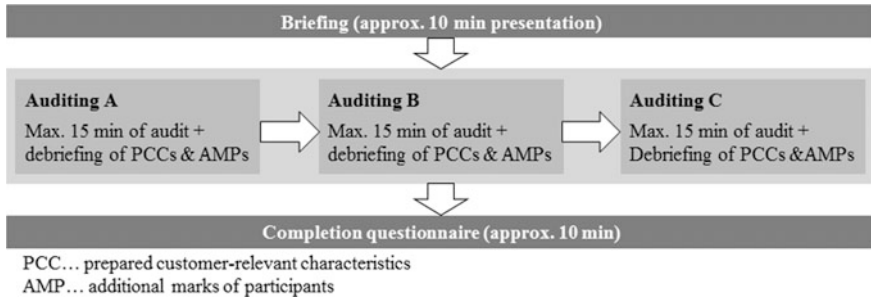 Briefing (approx. 10 min presentation)
Auditing A
Max. 15 min of audit +
debriefing of PCCs & AMPs
Auditing B
Max. 15 min of audit +
debriefing of PCCs & AMPs
Auditing C
Max. 15 min of audit +
Debriefing of PCCs &AMPs
Completion questionnaire (approx. 10 min)
PCC… prepared customer-relevant characteristics
AMP… additional marks of participants